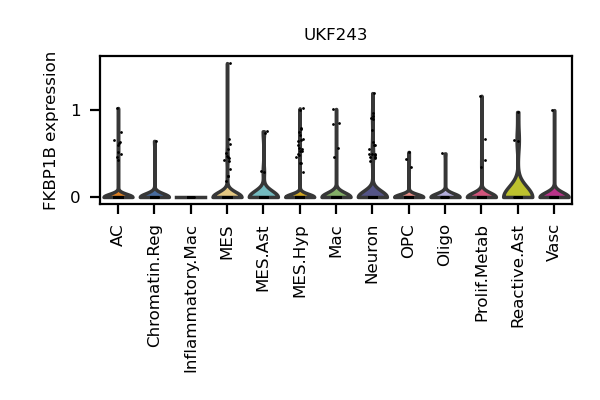 UKF243
FKBP1B expression
1
0
AC
Chromatin.Reg
Inflammatory.Mac
MES
MES.Ast
MES.Hyp
Mac
Neuron
OPC
Oligo
Prolif.Metab
Reactive.Ast
Vasc